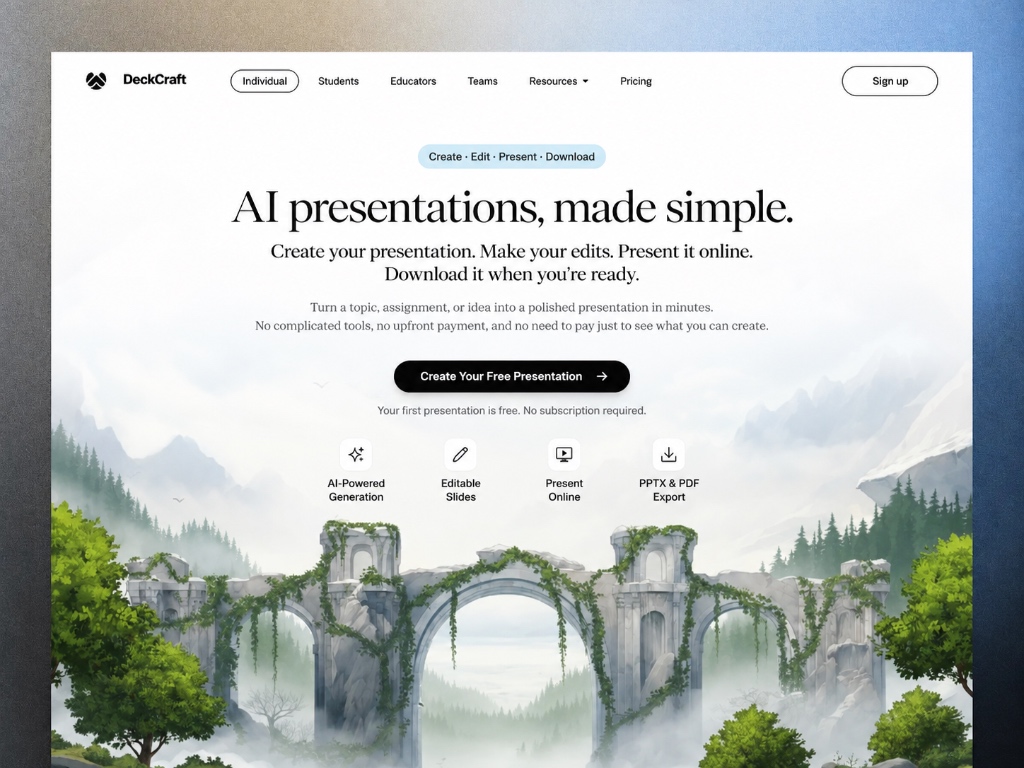 DeckCraft
Individual
Students
Educators
Teams
Resources
Pricing
Sign up
Create · Edit · Present · Download
AI presentations, made simple.
Create your presentation. Make your edits. Present it online.
Download it when you're ready.
Turn a topic, assignment, or idea into a polished presentation in minutes.
No complicated tools, no upfront payment, and no need to pay just to see what you can create.
Create Your Free Presentation →
Your first presentation is free. No subscription required.
AI-Powered
Generation
Editable
Slides
Present
Online
PPTX & PDF
Export